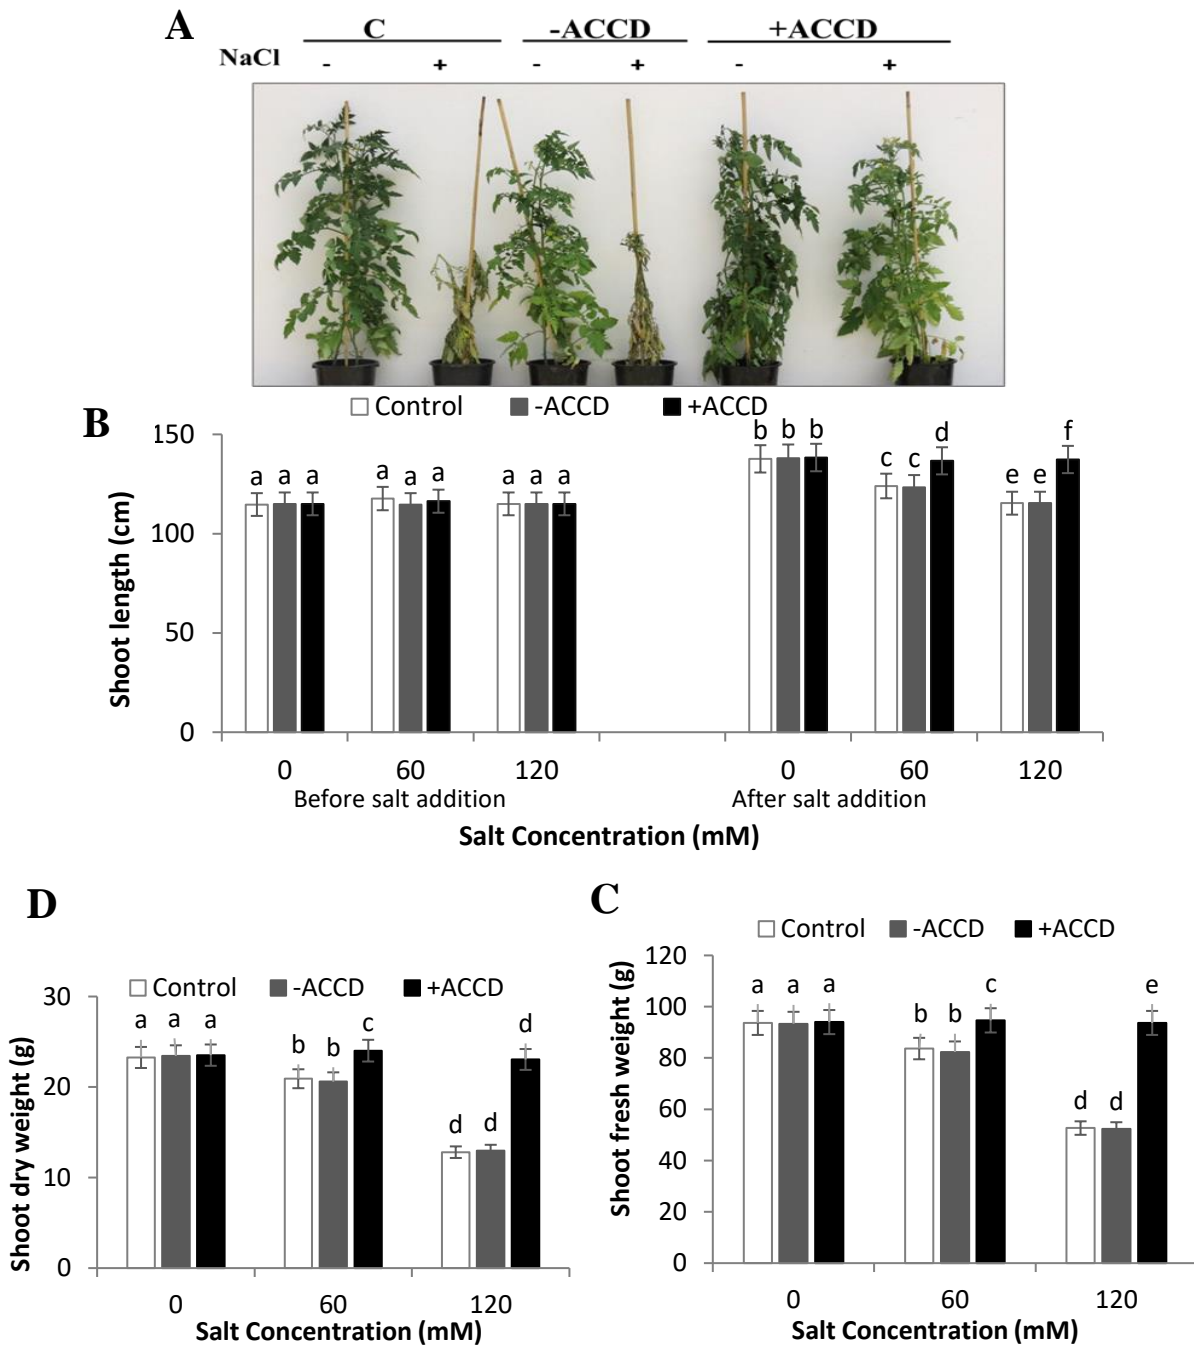 A
C -ACCD +ACCD
NaCl - + - + - +
B
Control -ACCD +ACCD
150
100
50
0
Shoot length (cm)
a a a a a a a a a b b b c c d e e f
0 60 120 0 60 120
Before salt addition After salt addition
Salt Concentration (mM)
D
Control -ACCD +ACCD
30
20
10
0
Shoot dry weight (g)
a a a b b c d d d
0 60 120
Salt Concentration (mM)
C
Control -ACCD +ACCD
120
100
80
60
40
20
0
Shoot fresh weight (g)
a a a b b c d d e
0 60 120
Salt Concentration (mM)